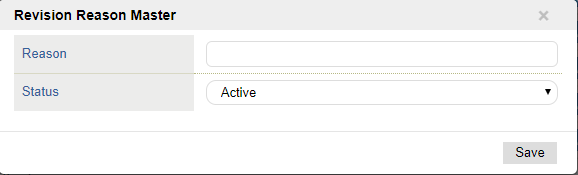 Revision Reason Master
Reason
Status
Active
Save